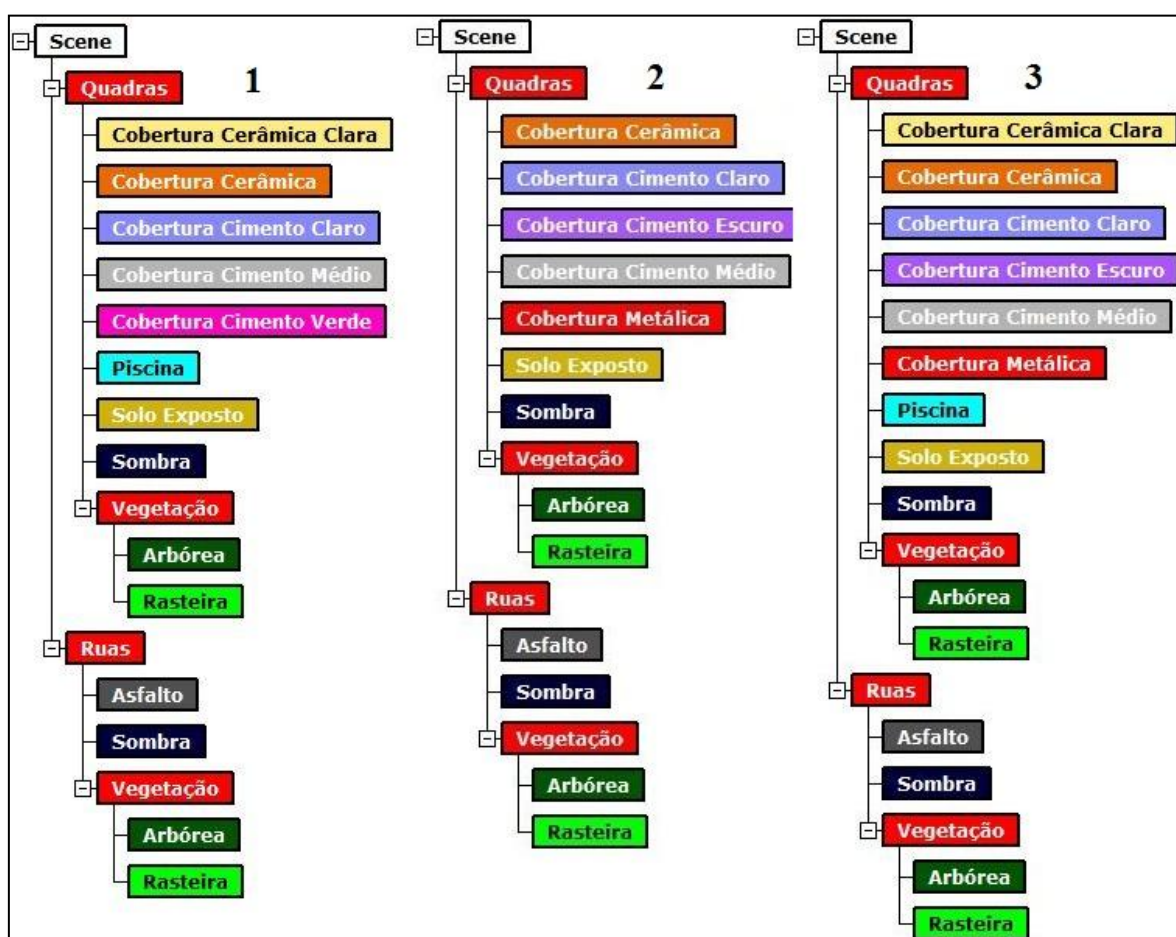 Scene
1
Quadras
Cobertura Cerâmica Clara
Cobertura Cerâmica
Cobertura Cimento Claro
Cobertura Cimento Médio
Cobertura Cimento Verde
Piscina
Solo Exposto
Sombra
Vegetação
Arbórea
Rasteira
Ruas
Asfalto
Sombra
Vegetação
Arbórea
Rasteira
Scene
2
Quadras
Cobertura Cerâmica
Cobertura Cimento Claro
Cobertura Cimento Escuro
Cobertura Cimento Médio
Cobertura Metálica
Solo Exposto
Sombra
Vegetação
Arbórea
Rasteira
Ruas
Asfalto
Sombra
Vegetação
Arbórea
Rasteira
Scene
3
Quadras
Cobertura Cerâmica Clara
Cobertura Cerâmica
Cobertura Cimento Claro
Cobertura Cimento Escuro
Cobertura Cimento Médio
Cobertura Metálica
Piscina
Solo Exposto
Sombra
Vegetação
Arbórea
Rasteira
Ruas
Asfalto
Sombra
Vegetação
Arbórea
Rasteira